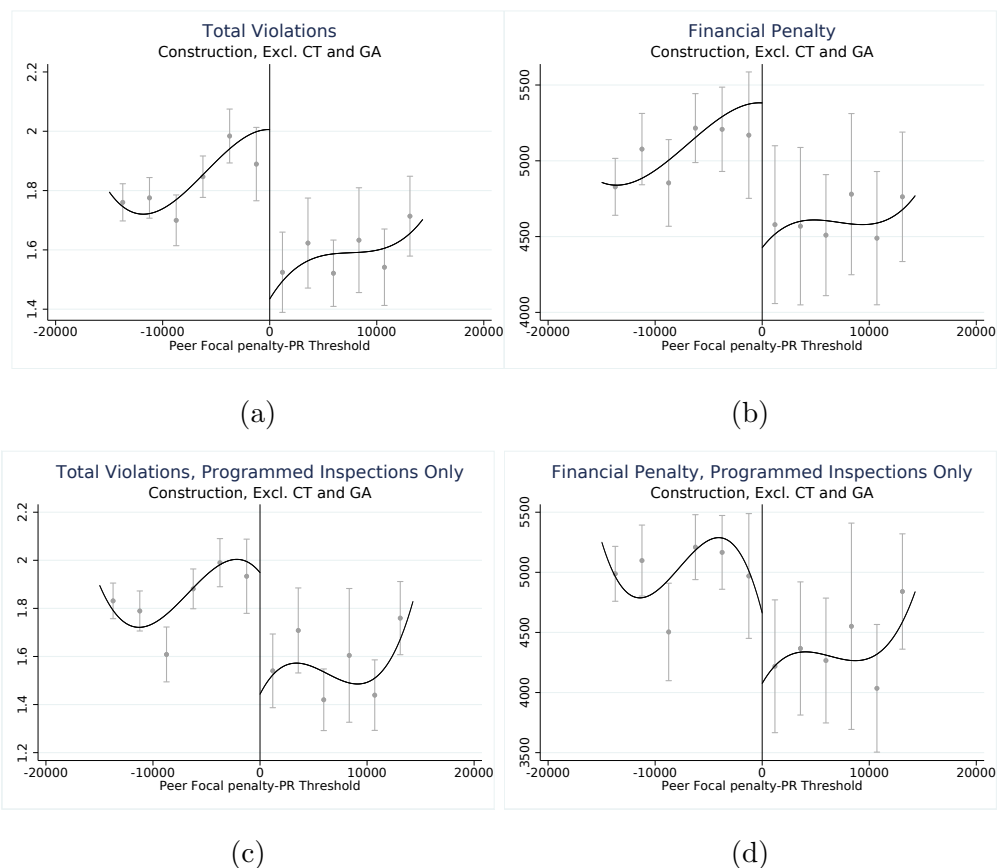 Total Violations
Construction, Excl. CT and GA
2.2
2
1.8
1.6
1.4
-20000 -10000 0 10000 20000
Peer Focal penalty-PR Threshold
(a)
Financial Penalty
Construction, Excl. CT and GA
5500
5000
4500
4000
-20000 -10000 0 10000 20000
Peer Focal penalty-PR Threshold
(b)
Total Violations, Programmed Inspections Only
Construction, Excl. CT and GA
2.2
2
1.8
1.6
1.4
1.2
-20000 -10000 0 10000 20000
Peer Focal penalty-PR Threshold
(c)
Financial Penalty, Programmed Inspections Only
Construction, Excl. CT and GA
5500
5000
4500
4000
3500
-20000 -10000 0 10000 20000
Peer Focal penalty-PR Threshold
(d)